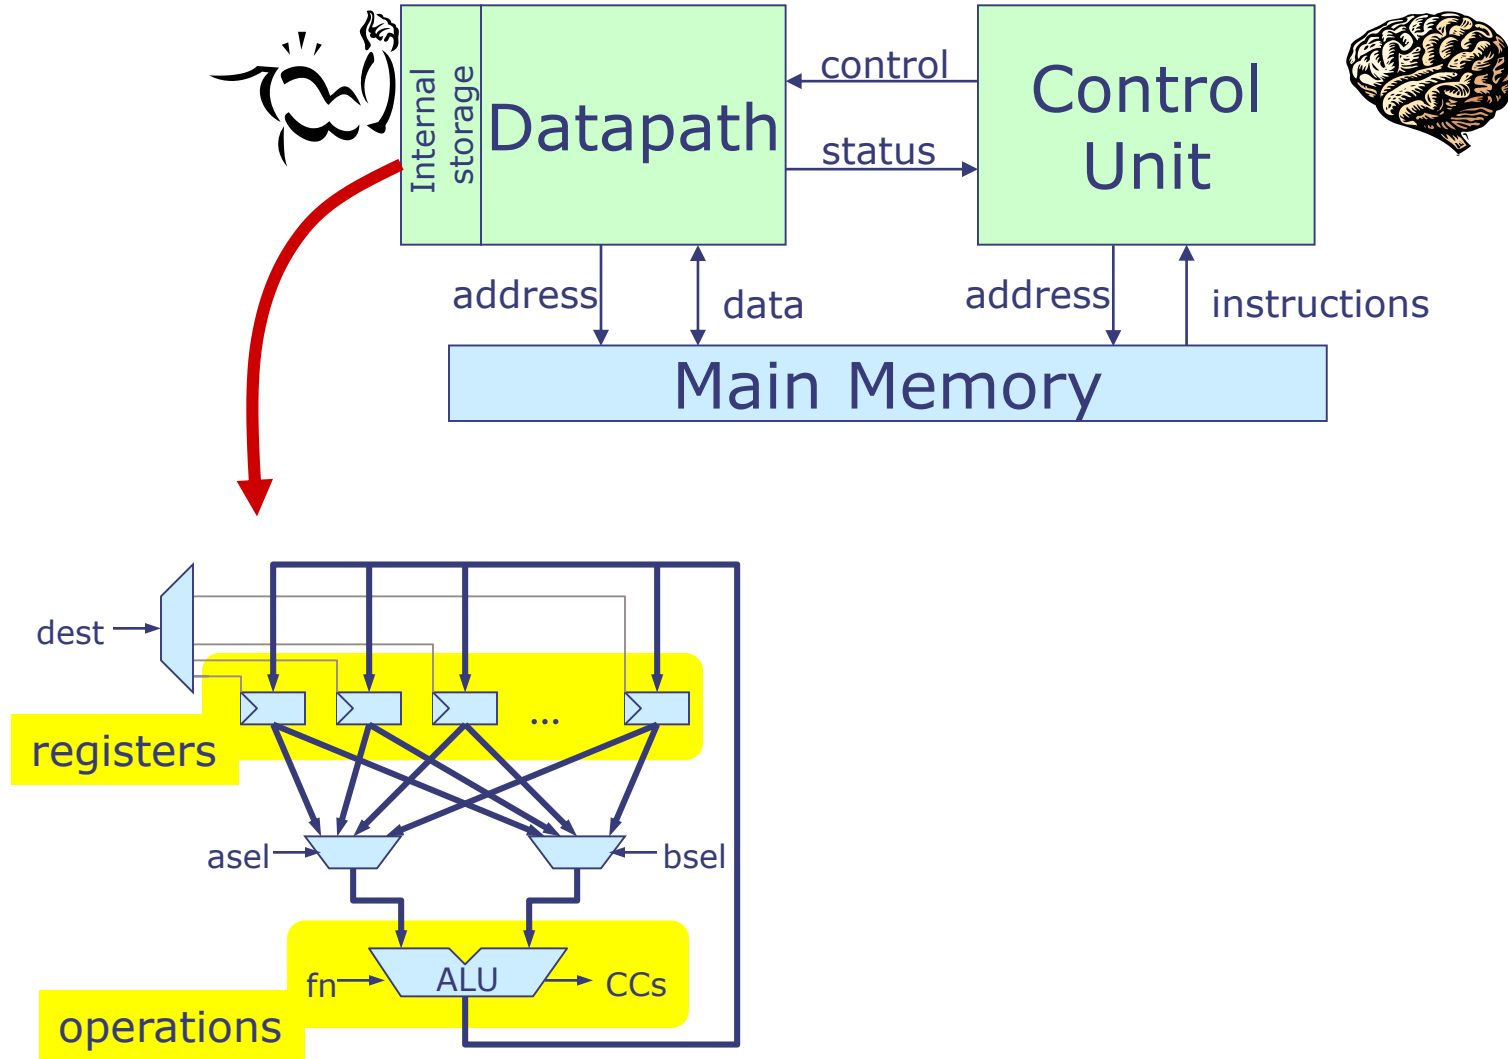 Internal
storage
Datapath
control
status
Control
Unit
address
data
address
instructions
Main Memory
dest
registers
...
asel
bsel
fn
ALU
CCs
operations